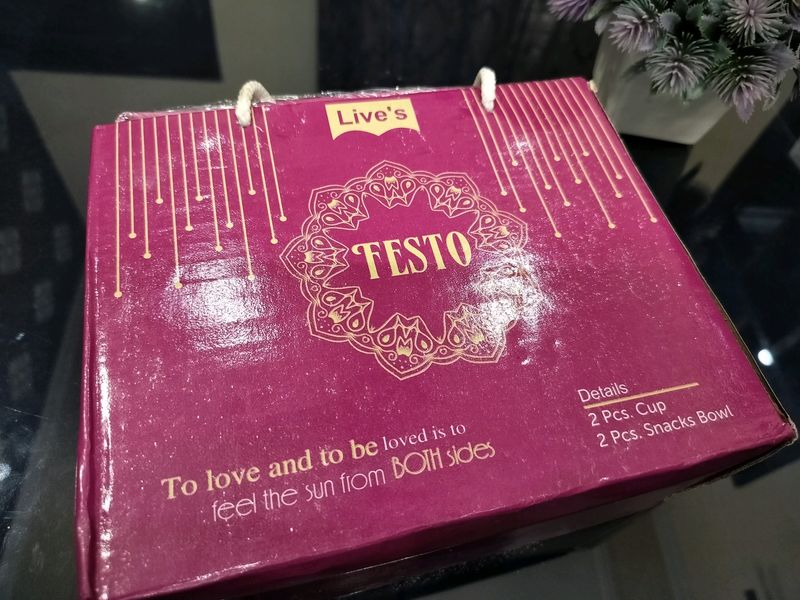 Live's
FESTO
Details
2 Pcs. Cup
2 Pcs. Snacks Bowl
To love and to be loved is to
feel the sun from BOTH sides